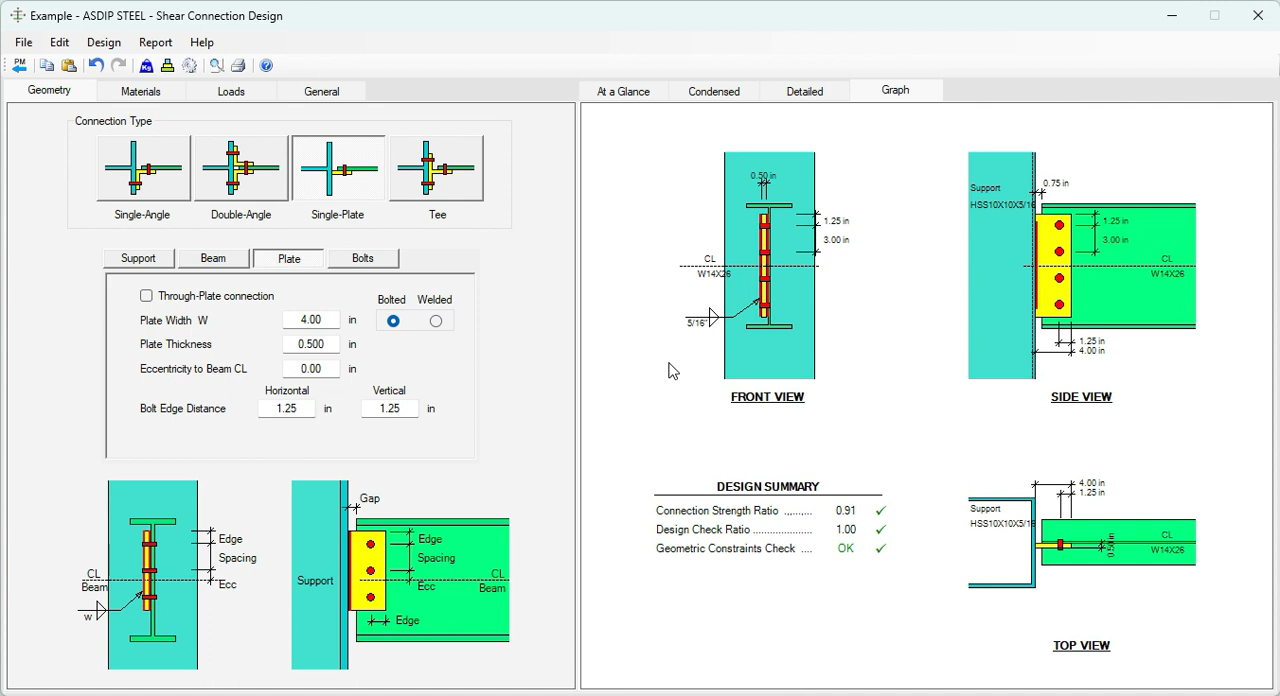 Example - ASDIP STEEL - Shear Connection Design
File Edit Design Report Help
PM
Kg
Geometry Materials Loads General
At a Glance Condensed Detailed Graph
Connection Type
Single-Angle Double-Angle Single-Plate Tee
Support Beam Plate Bolts
Through-Plate connection
Bolted Welded
Plate Width W 4.00 in
Plate Thickness 0.500 in
Eccentricity to Beam CL 0.00 in
Horizontal Vertical
Bolt Edge Distance 1.25 in 1.25 in
Edge
Spacing
CL
Beam
Ecc
w
Gap
Edge
Spacing
Support
CL
Ecc
Beam
Edge
0.50 in
1.25 in
3.00 in
CL
W14X26
5/16"
FRONT VIEW
Support
HSS10X10X5/16
0.75 in
1.25 in
3.00 in
CL
W14X26
1.25 in
4.00 in
SIDE VIEW
DESIGN SUMMARY
Connection Strength Ratio ........ 0.91 ✓
Design Check Ratio .................. 1.00 ✓
Geometric Constraints Check .... OK ✓
4.00 in
1.25 in
Support
HSS10X10X5/16
CL
0.50 in
W14X26
TOP VIEW